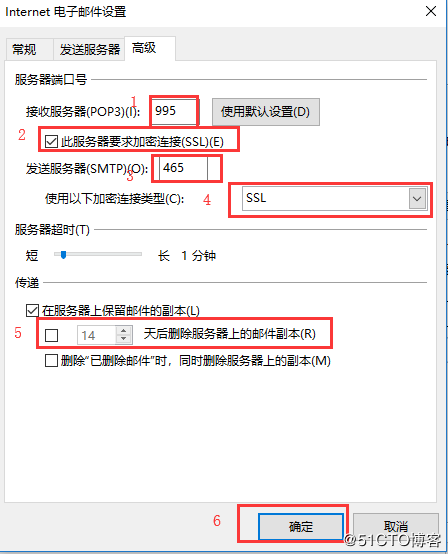 Internet 电子邮件设置
常规 发送服务器 高级
服务器端口号
1
接收服务器(POP3)(I): 995 使用默认设置(D)
2 此服务器要求加密连接(SSL)(E)
发送服务器(SMTP)(O): 465
3
使用以下加密连接类型(C): 4 SSL
服务器超时(T)
短 长 1 分钟
传递
在服务器上保留邮件的副本(L)
5 14 天后删除服务器上的邮件副本(R)
删除“已删除邮件”时，同时删除服务器上的副本(M)
6 确定 取消
@51CTO博客